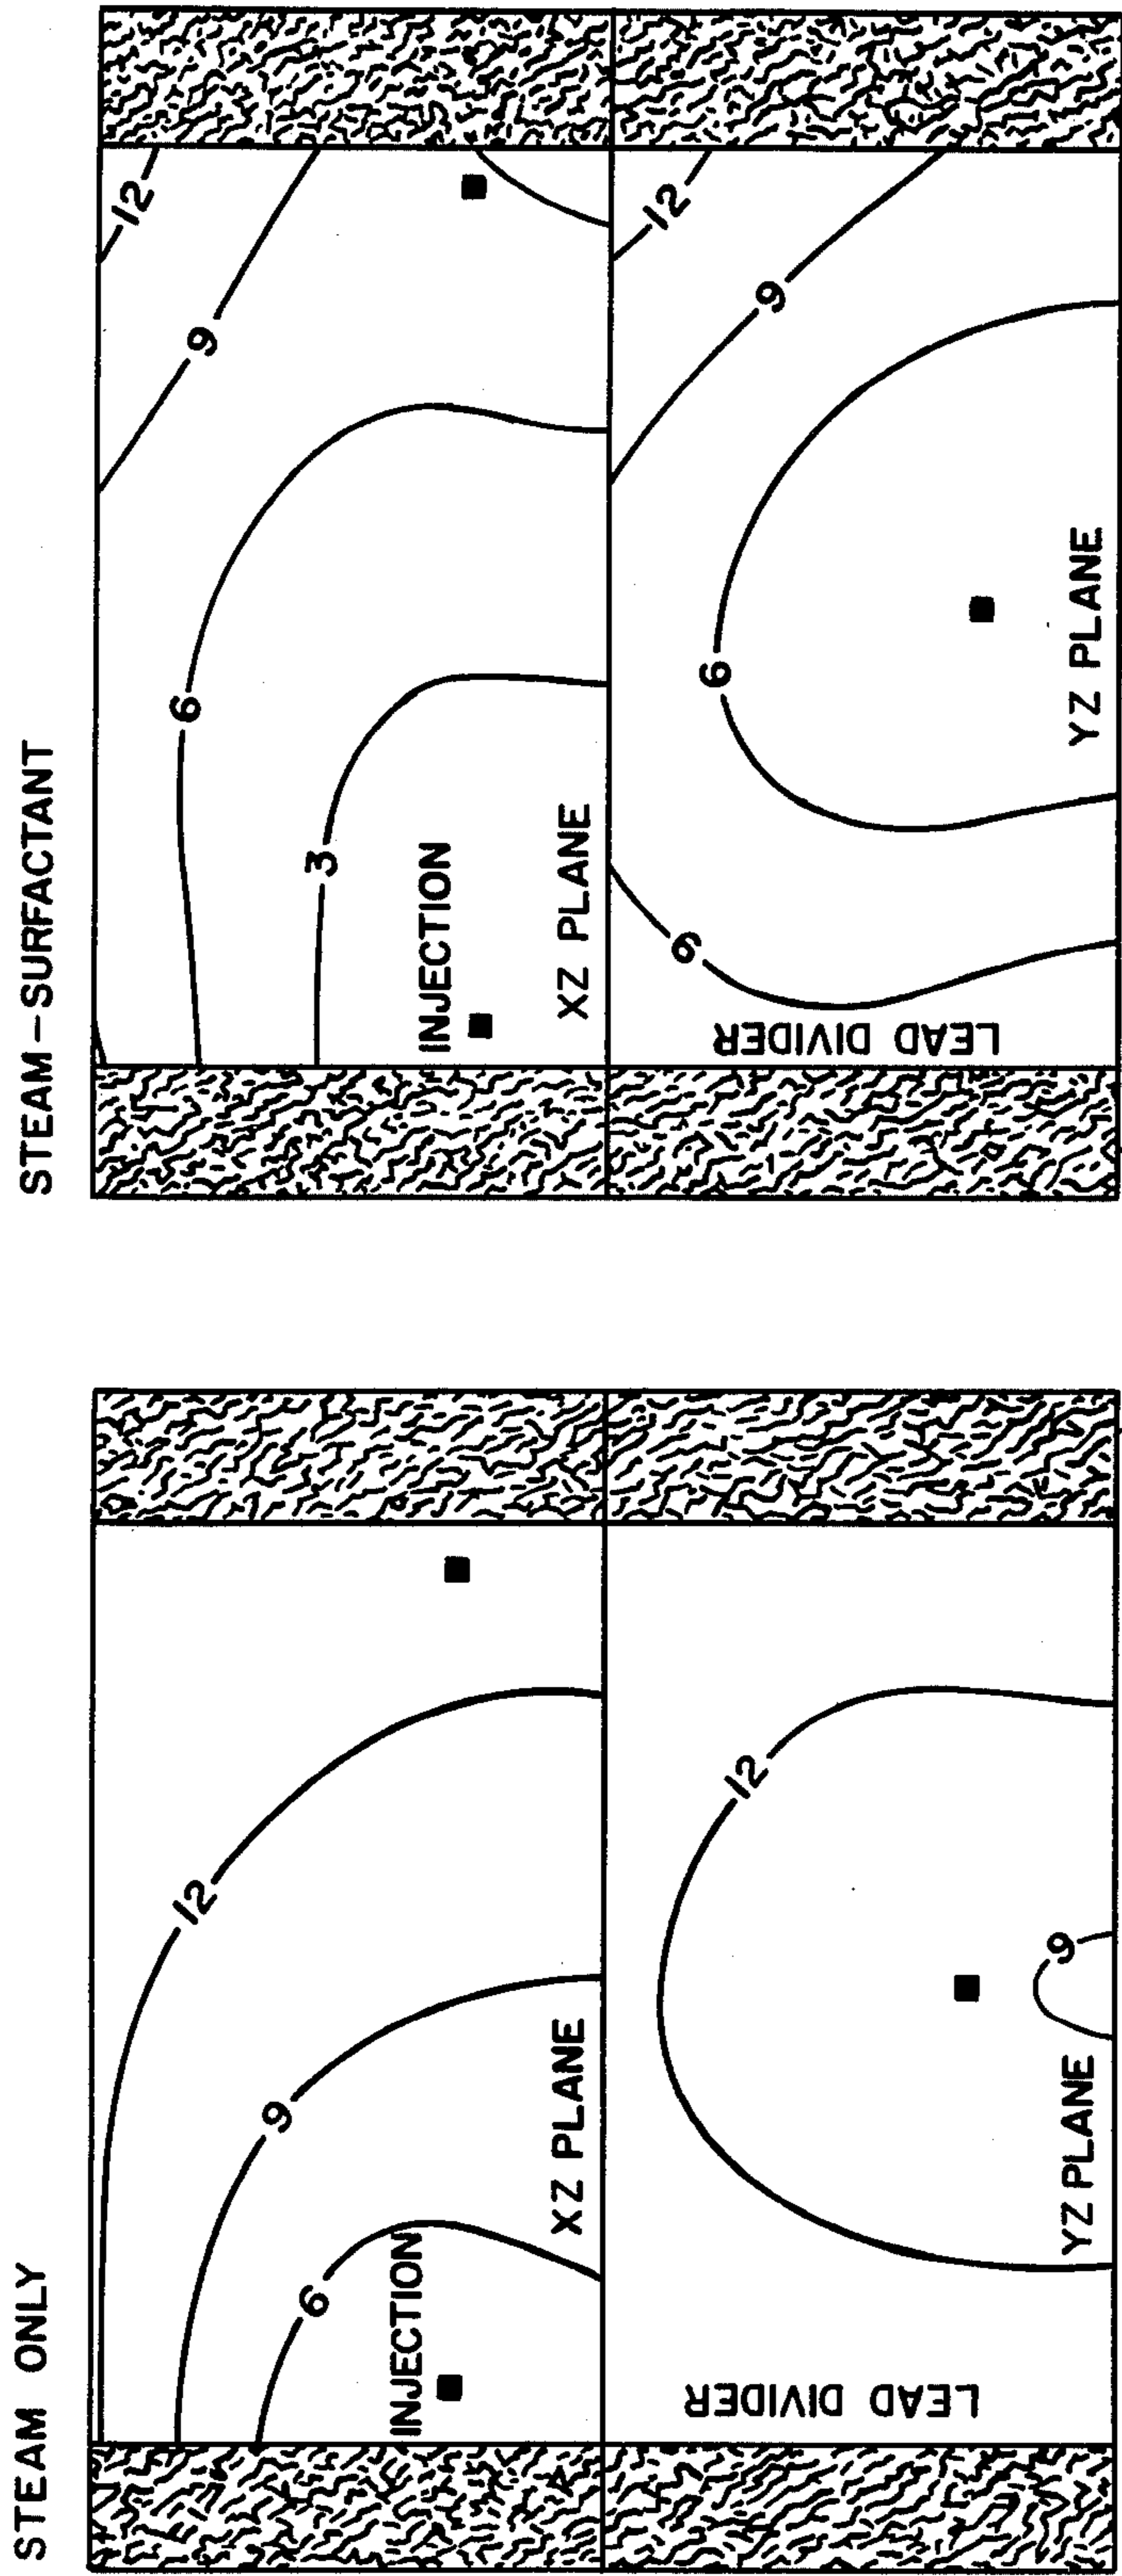 STEAM ONLY
6
9
12
INJECTION
XZ PLANE
12
9
LEAD DIVIDER
YZ PLANE
STEAM-SURFACTANT
12
9
6
3
INJECTION
XZ PLANE
12
9
9
6
LEAD DIVIDER
YZ PLANE